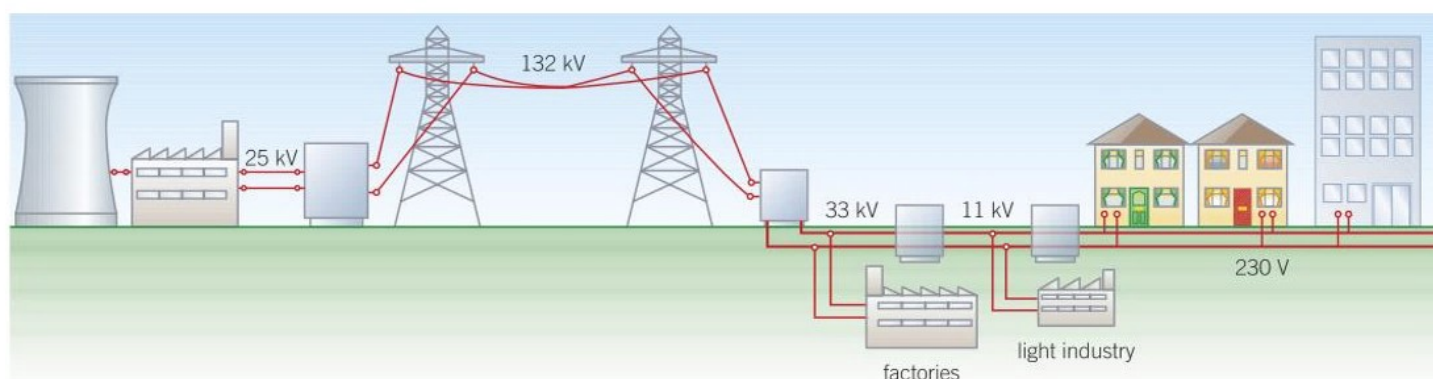 132 kV
25 kV
33 kV
11 kV
230 V
light industry
factories